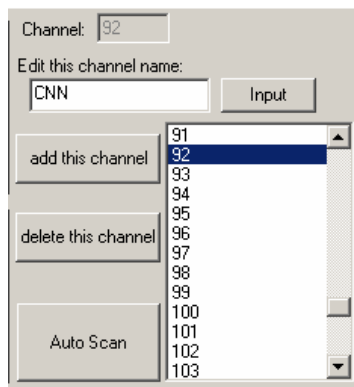 Channel: 92
Edit this channel name:
CNN
Input
add this channel
delete this channel
Auto Scan
91
92
93
94
95
96
97
98
99
100
101
102
103